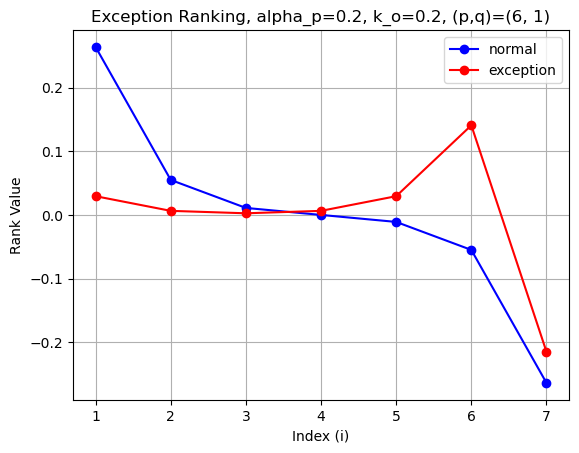 Exception Ranking, alpha_p=0.2, k_o=0.2, (p,q)=(6, 1)
normal
exception
0.2
0.1
0.0
−0.1
−0.2
Rank Value
1 2 3 4 5 6 7
Index (i)